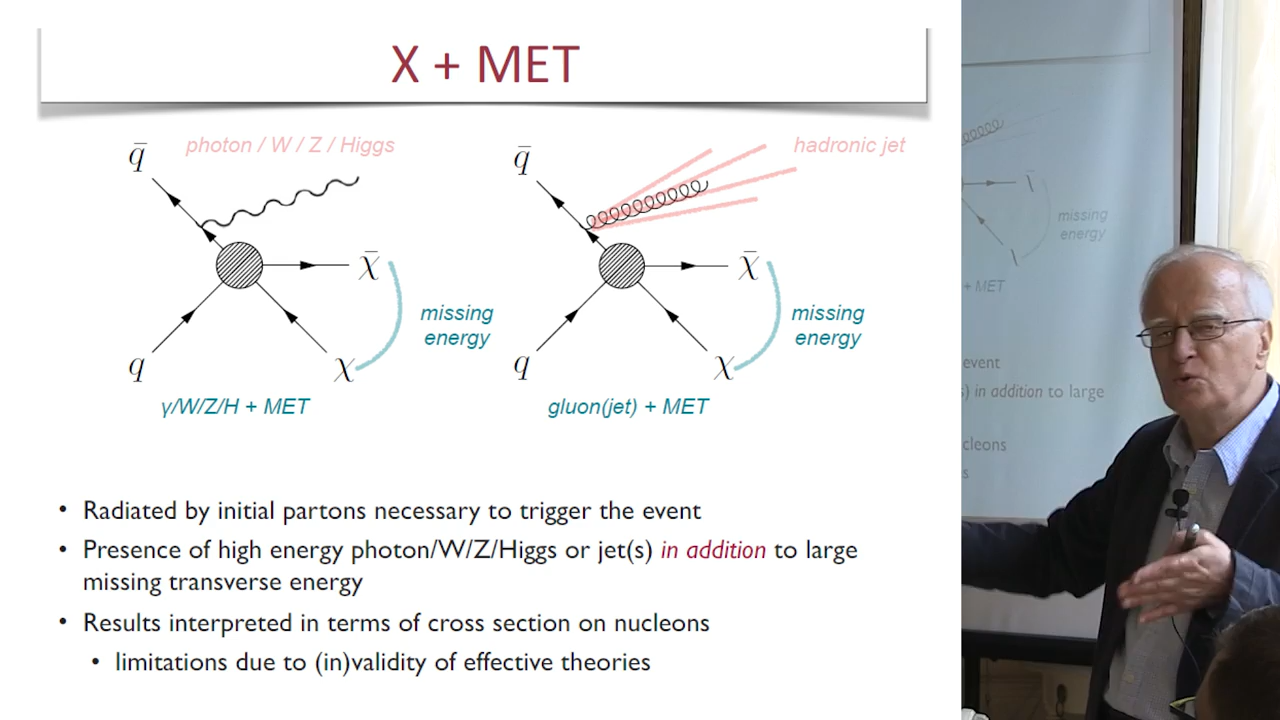 X + MET
q̄
photon / W / Z / Higgs
χ̄
missing
energy
q
χ
γ/W/Z/H + MET
q̄
hadronic jet
χ̄
missing
energy
q
χ
gluon(jet) + MET
• Radiated by initial partons necessary to trigger the event
• Presence of high energy photon/W/Z/Higgs or jet(s) in addition to large
missing transverse energy
• Results interpreted in terms of cross section on nucleons
• limitations due to (in)validity of effective theories
missing
energy
+ MET
event
) in addition to large
cleons
s